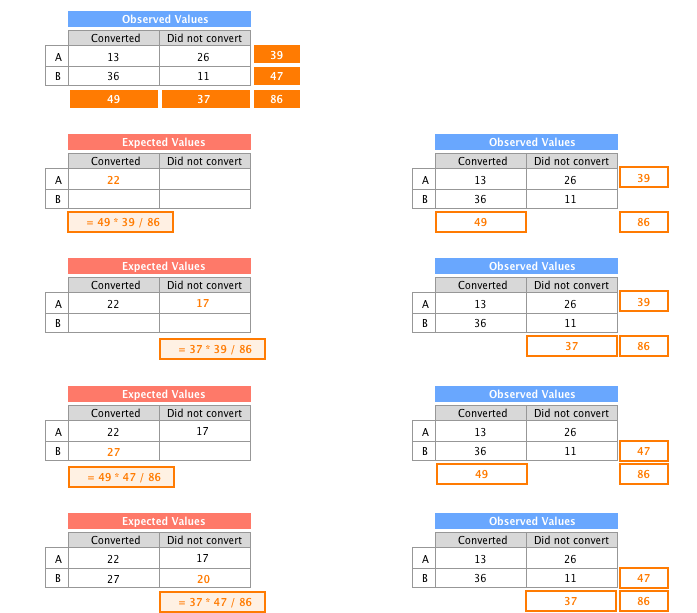 Observed Values
Converted Did not convert
A 13 26 39
B 36 11 47
49 37 86
Expected Values
Converted Did not convert
A 22
B
= 49 * 39 / 86
Observed Values
Converted Did not convert
A 13 26 39
B 36 11
49 86
Expected Values
Converted Did not convert
A 22 17
B
= 37 * 39 / 86
Observed Values
Converted Did not convert
A 13 26 39
B 36 11
37 86
Expected Values
Converted Did not convert
A 22 17
B 27
= 49 * 47 / 86
Observed Values
Converted Did not convert
A 13 26
B 36 11 47
49 86
Expected Values
Converted Did not convert
A 22 17
B 27 20
= 37 * 47 / 86
Observed Values
Converted Did not convert
A 13 26
B 36 11 47
37 86